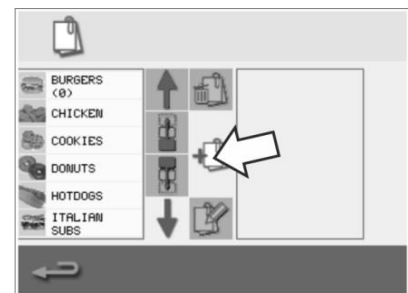 BURGERS
(0)
CHICKEN
COOKIES
DONUTS
HOTDOGS
ITALIAN
SUBS